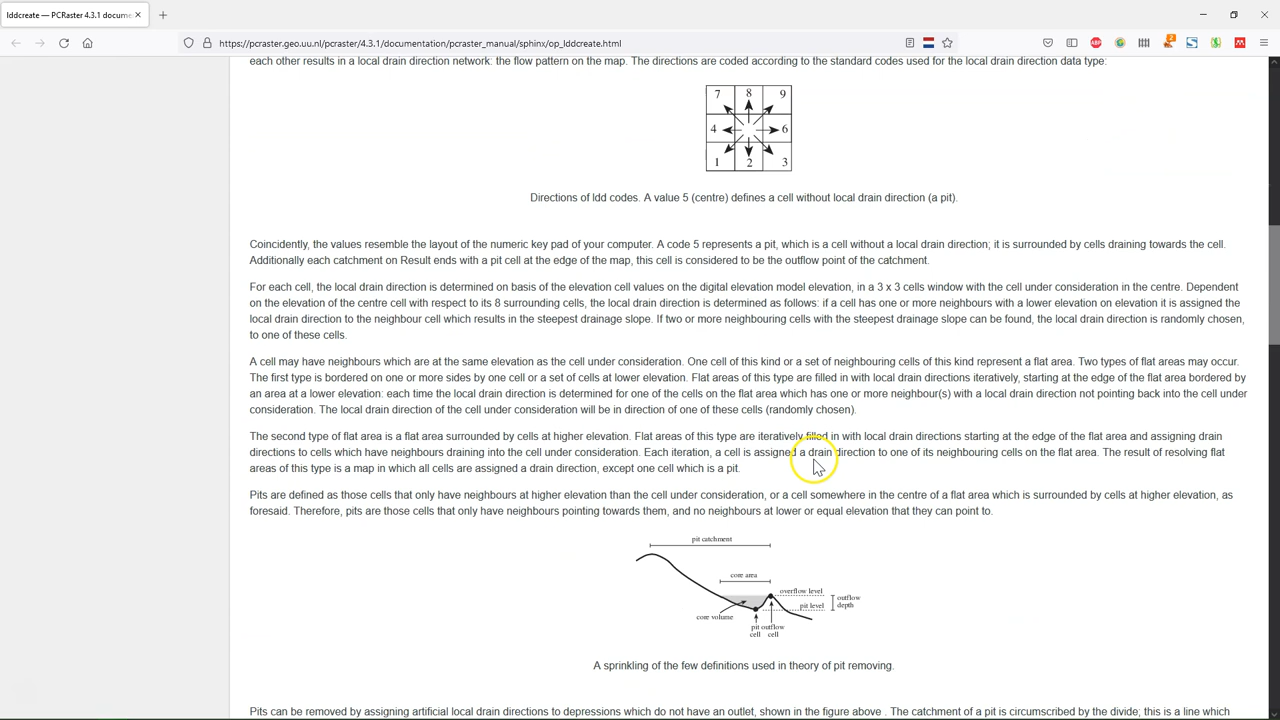 lddcreate — PCRaster 4.3.1 docume
https://pcraster.geo.uu.nl/pcraster/4.3.1/documentation/pcraster_manual/sphinx/op_lddcreate.html
2
each other results in a local drain direction network: the flow pattern on the map. The directions are coded according to the standard codes used for the local drain direction data type:
7 8 9
4 6
1 2 3
Directions of ldd codes. A value 5 (centre) defines a cell without local drain direction (a pit).
Coincidently, the values resemble the layout of the numeric key pad of your computer. A code 5 represents a pit, which is a cell without a local drain direction; it is surrounded by cells draining towards the cell.
Additionally each catchment on Result ends with a pit cell at the edge of the map, this cell is considered to be the outflow point of the catchment.
For each cell, the local drain direction is determined on basis of the elevation cell values on the digital elevation model elevation, in a 3 x 3 cells window with the cell under consideration in the centre. Dependent
on the elevation of the centre cell with respect to its 8 surrounding cells, the local drain direction is determined as follows: if a cell has one or more neighbours with a lower elevation on elevation it is assigned the
local drain direction to the neighbour cell which results in the steepest drainage slope. If two or more neighbouring cells with the steepest drainage slope can be found, the local drain direction is randomly chosen,
to one of these cells.
A cell may have neighbours which are at the same elevation as the cell under consideration. One cell of this kind or a set of neighbouring cells of this kind represent a flat area. Two types of flat areas may occur.
The first type is bordered on one or more sides by one cell or a set of cells at lower elevation. Flat areas of this type are filled in with local drain directions iteratively, starting at the edge of the flat area bordered by
an area at a lower elevation: each time the local drain direction is determined for one of the cells on the flat area which has one or more neighbour(s) with a local drain direction not pointing back into the cell under
consideration. The local drain direction of the cell under consideration will be in direction of one of these cells (randomly chosen).
The second type of flat area is a flat area surrounded by cells at higher elevation. Flat areas of this type are iteratively filled in with local drain directions starting at the edge of the flat area and assigning drain
directions to cells which have neighbours draining into the cell under consideration. Each iteration, a cell is assigned a drain direction to one of its neighbouring cells on the flat area. The result of resolving flat
areas of this type is a map in which all cells are assigned a drain direction, except one cell which is a pit.
Pits are defined as those cells that only have neighbours at higher elevation than the cell under consideration, or a cell somewhere in the centre of a flat area which is surrounded by cells at higher elevation, as
foresaid. Therefore, pits are those cells that only have neighbours pointing towards them, and no neighbours at lower or equal elevation that they can point to.
pit catchment
core area
overflow level
outflow
depth
pit level
core volume
pit outflow
cell cell
A sprinkling of the few definitions used in theory of pit removing.
Pits can be removed by assigning artificial local drain directions to depressions which do not have an outlet, shown in the figure above . The catchment of a pit is circumscribed by the divide; this is a line which